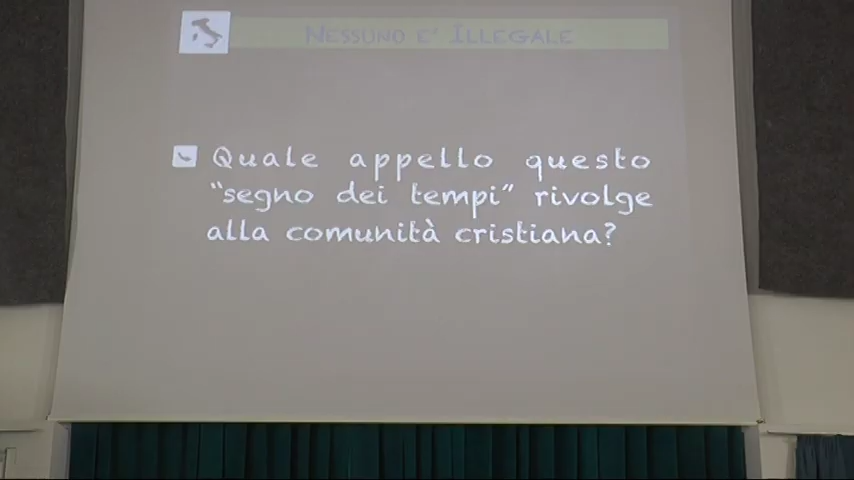 NESSUNO E' ILLEGALE
Quale appello questo
“segno dei tempi” rivolge
alla comunità cristiana?